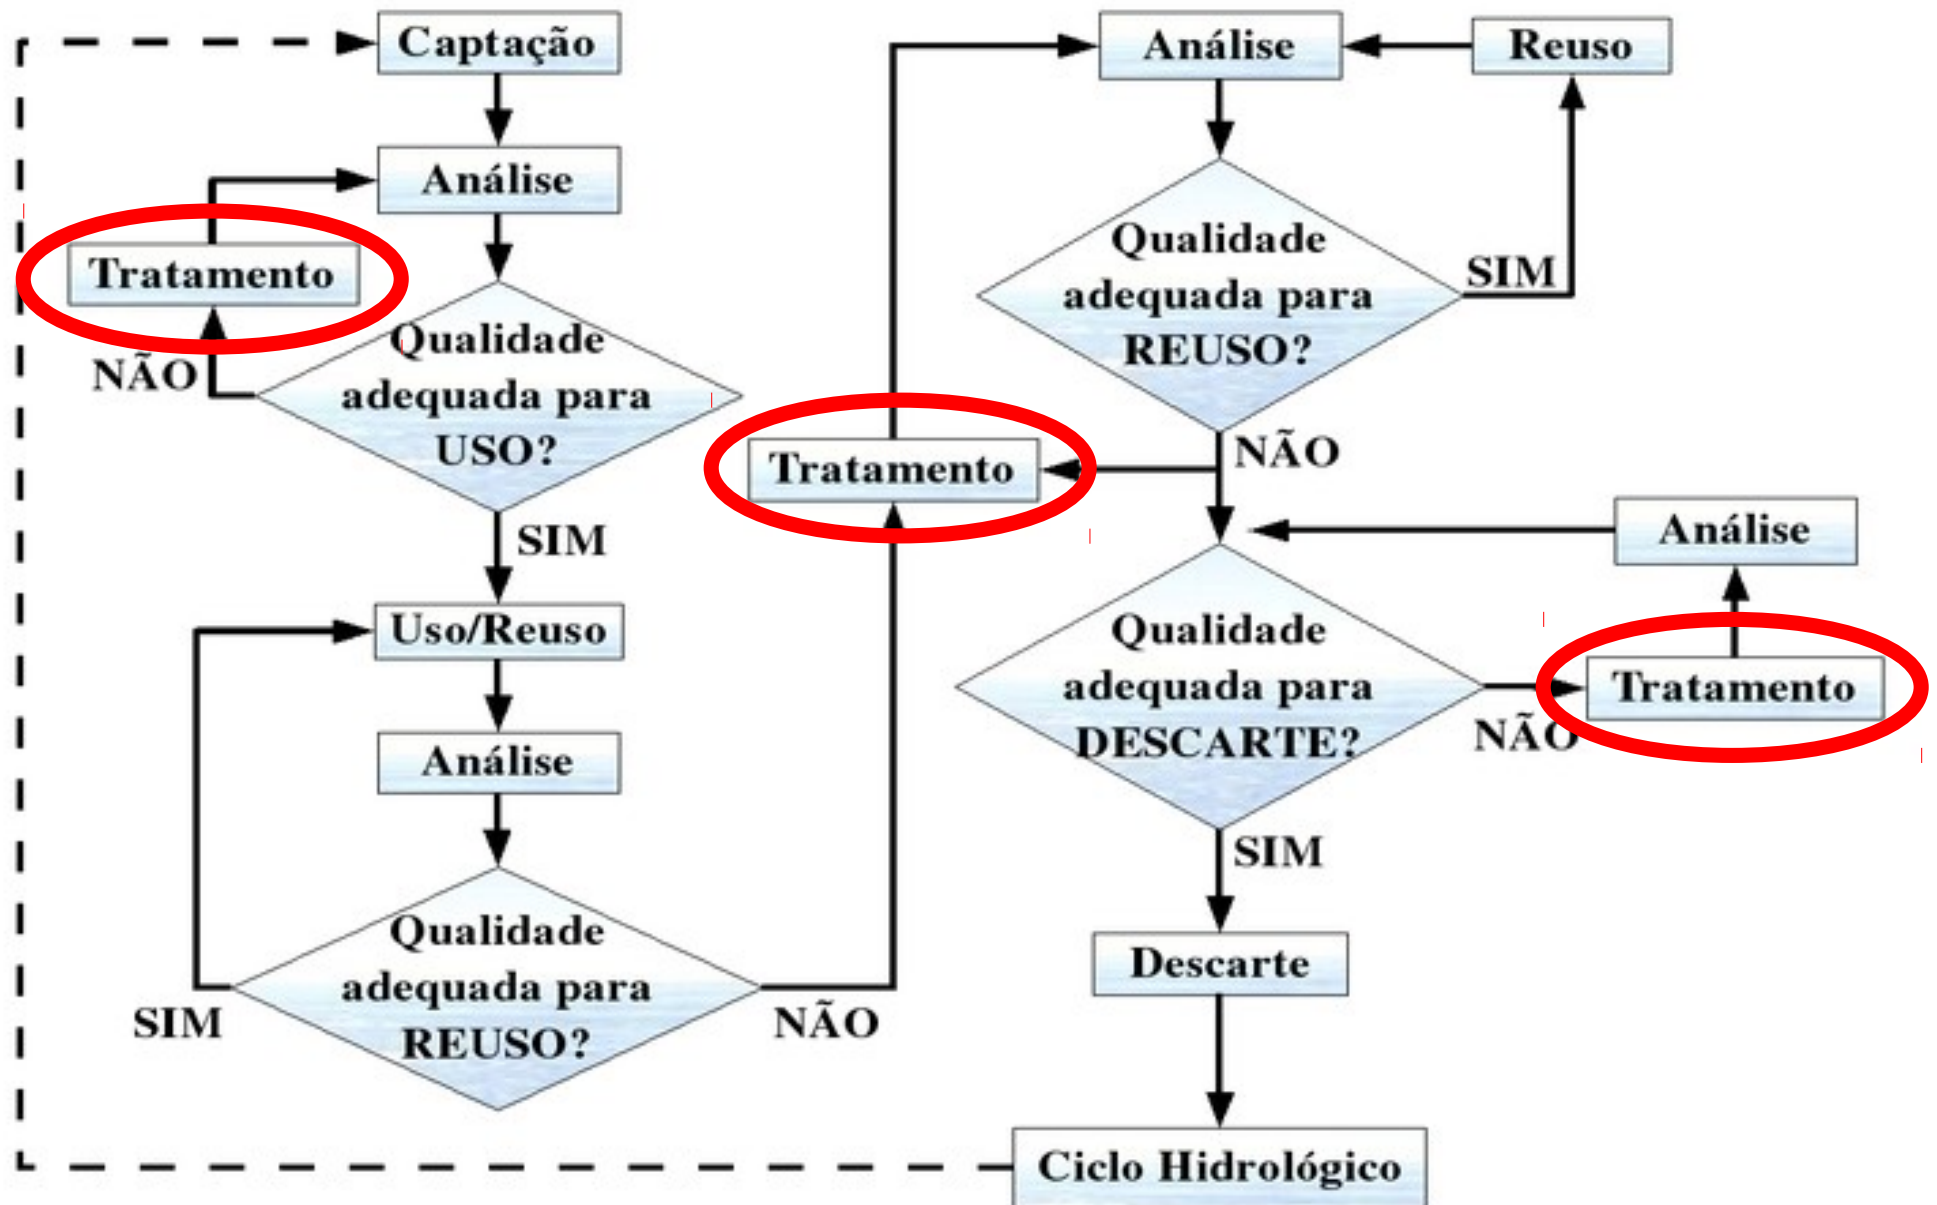 Captação
Análise
Tratamento
NÃO
Qualidade
adequada para
USO?
SIM
Uso/Reuso
Análise
Qualidade
adequada para
REUSO?
SIM
NÃO
Tratamento
Análise
Reuso
Qualidade
adequada para
REUSO?
SIM
NÃO
Análise
Tratamento
Qualidade
adequada para
DESCARTE?
NÃO
SIM
Descarte
Ciclo Hidrológico